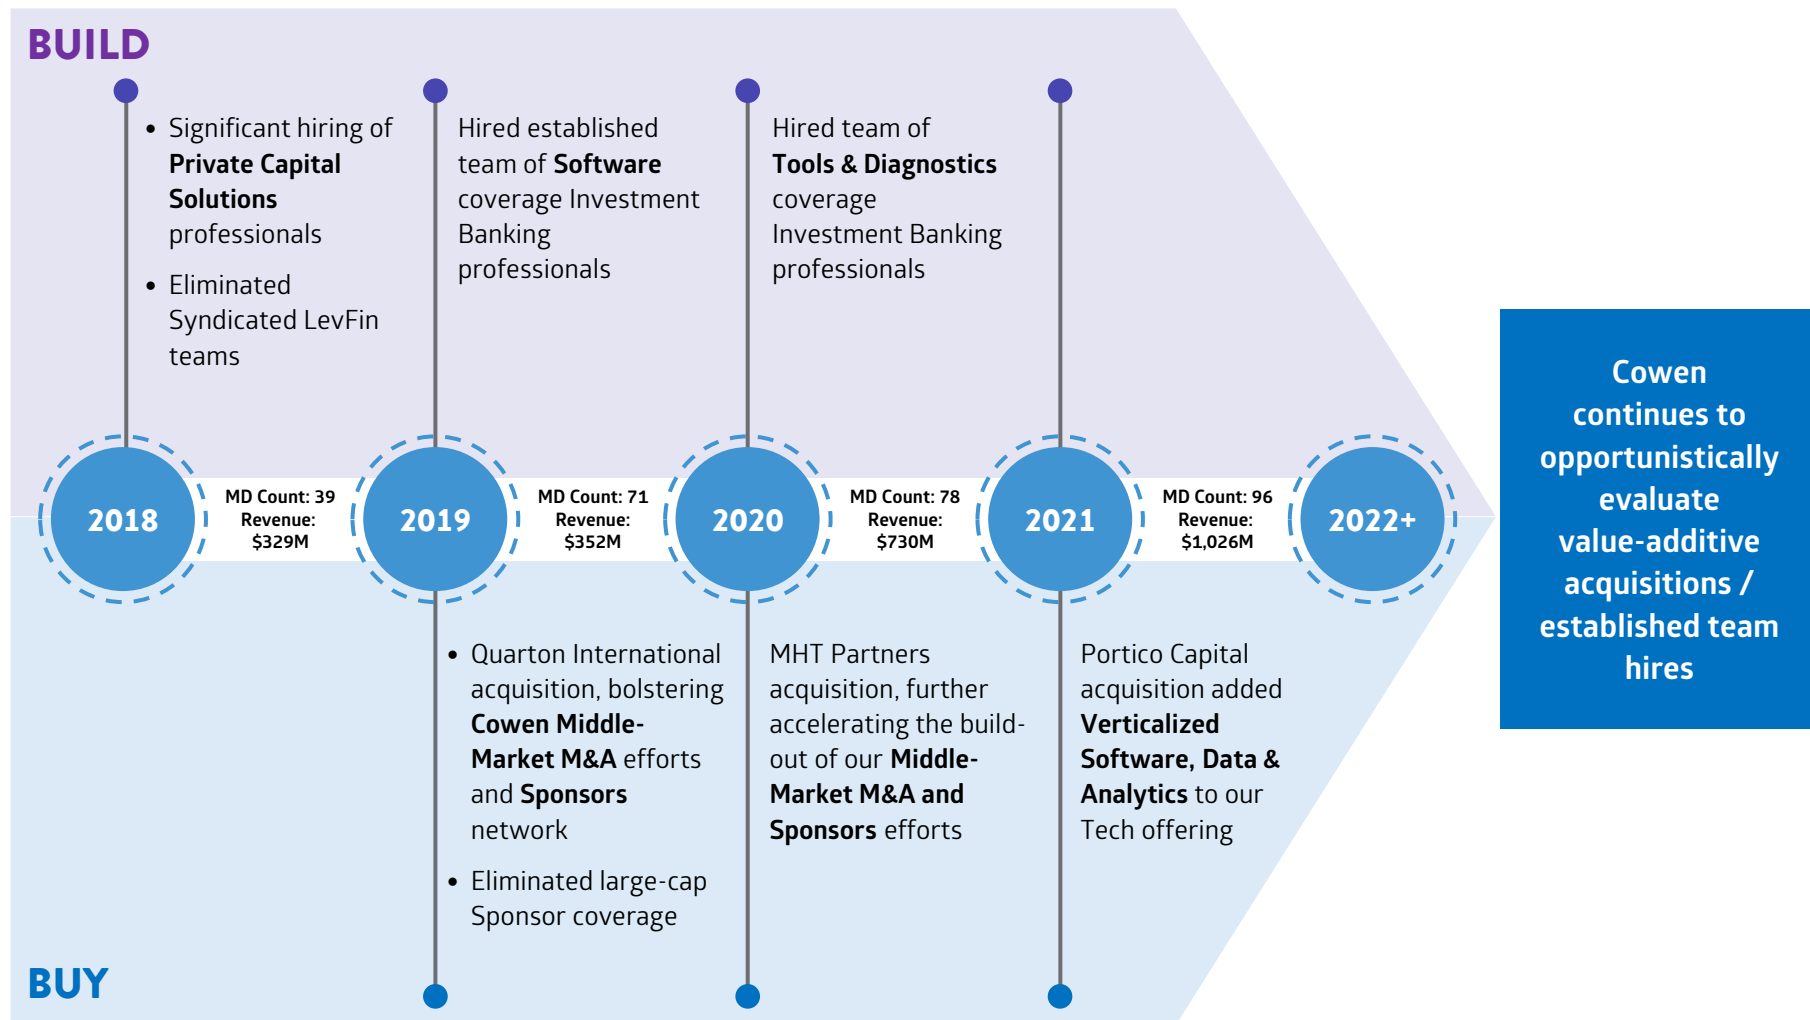 BUILD
• Significant hiring of
Private Capital
Solutions
professionals
• Eliminated
Syndicated LevFin
teams
Hired established
team of Software
coverage Investment
Banking
professionals
Hired team of
Tools & Diagnostics
coverage
Investment Banking
professionals
2018
MD Count: 39
Revenue:
$329M
2019
MD Count: 71
Revenue:
$352M
2020
MD Count: 78
Revenue:
$730M
2021
MD Count: 96
Revenue:
$1,026M
2022+
• Quarton International
acquisition, bolstering
Cowen Middle-
Market M&A efforts
and Sponsors
network
• Eliminated large-cap
Sponsor coverage
MHT Partners
acquisition, further
accelerating the build-
out of our Middle-
Market M&A and
Sponsors efforts
Portico Capital
acquisition added
Verticalized
Software, Data &
Analytics to our
Tech offering
BUY
Cowen
continues to
opportunistically
evaluate
value-additive
acquisitions /
established team
hires